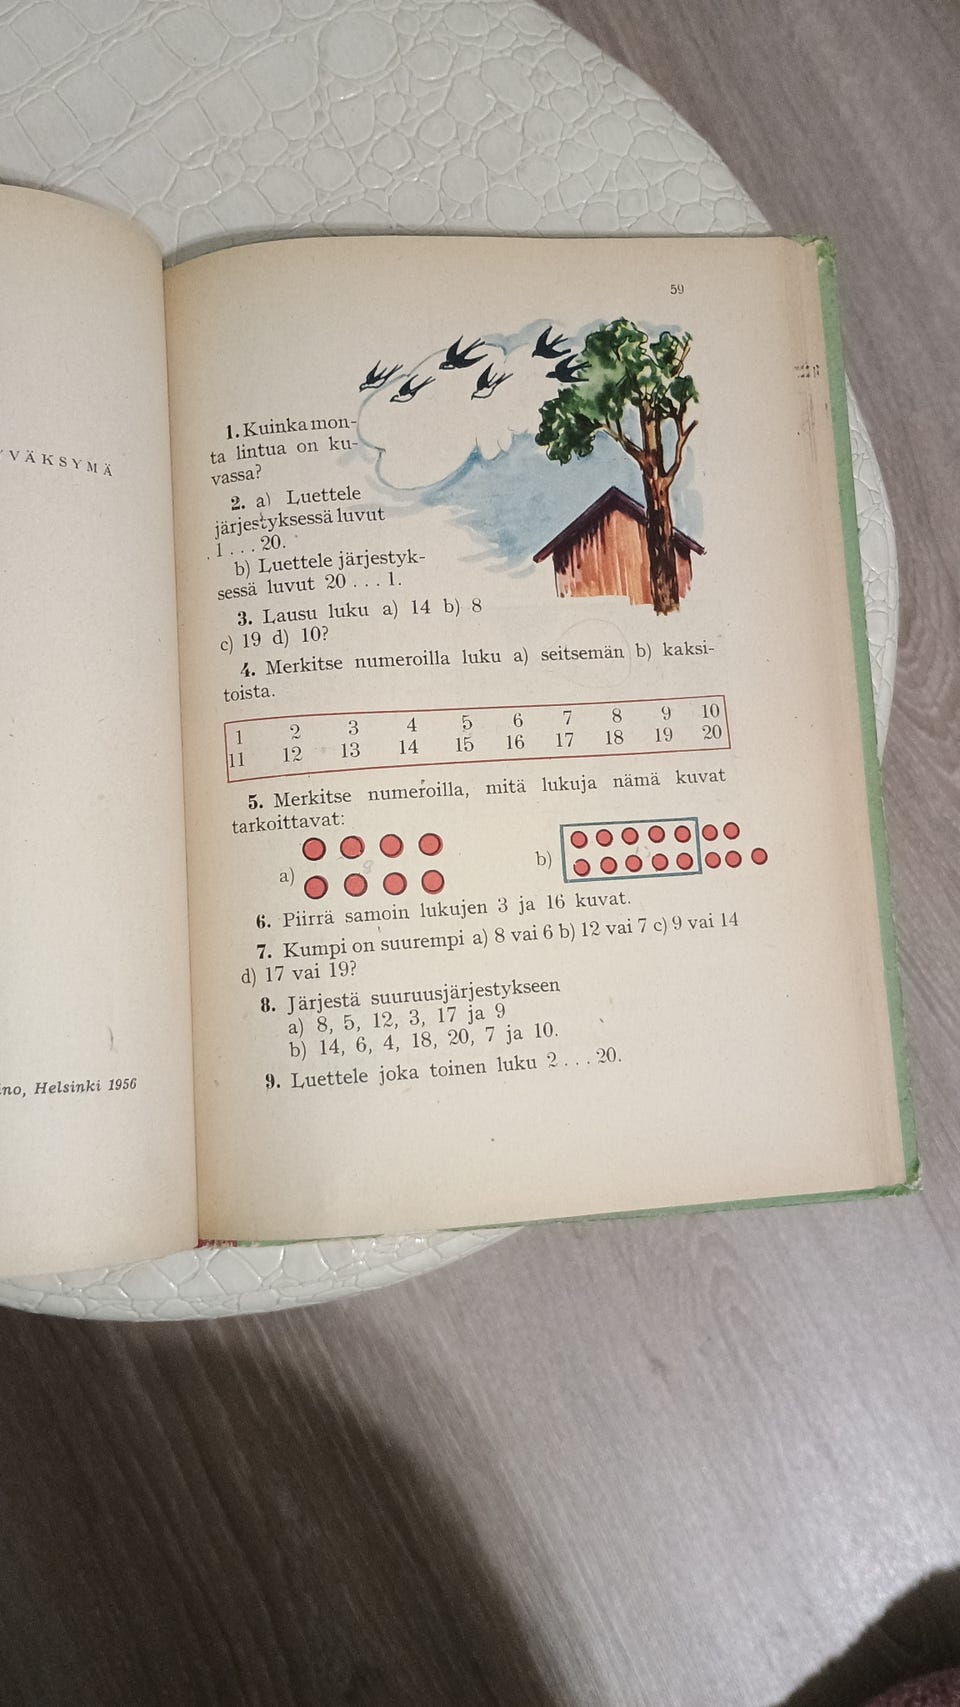 YVÄKSYMÄ
ino, Helsinki 1956
59
1. Kuinka mon-
ta lintua on ku-
vassa?
2. a) Luettele
järjestyksessä luvut
1 . . . 20.
b) Luettele järjestyk-
sessä luvut 20 . . . 1.
3. Lausu luku a) 14 b) 8
c) 19 d) 10?
4. Merkitse numeroilla luku a) seitsemän b) kaksi-
toista.
1 2 3 4 5 6 7 8 9 10
11 12 13 14 15 16 17 18 19 20
5. Merkitse numeroilla, mitä lukuja nämä kuvat
tarkoittavat:
a) 8 b)
6. Piirrä samoin lukujen 3 ja 16 kuvat.
7. Kumpi on suurempi a) 8 vai 6 b) 12 vai 7 c) 9 vai 14
d) 17 vai 19?
8. Järjestä suuruusjärjestykseen
a) 8, 5, 12, 3, 17 ja 9
b) 14, 6, 4, 18, 20, 7 ja 10.
9. Luettele joka toinen luku 2 . . . 20.